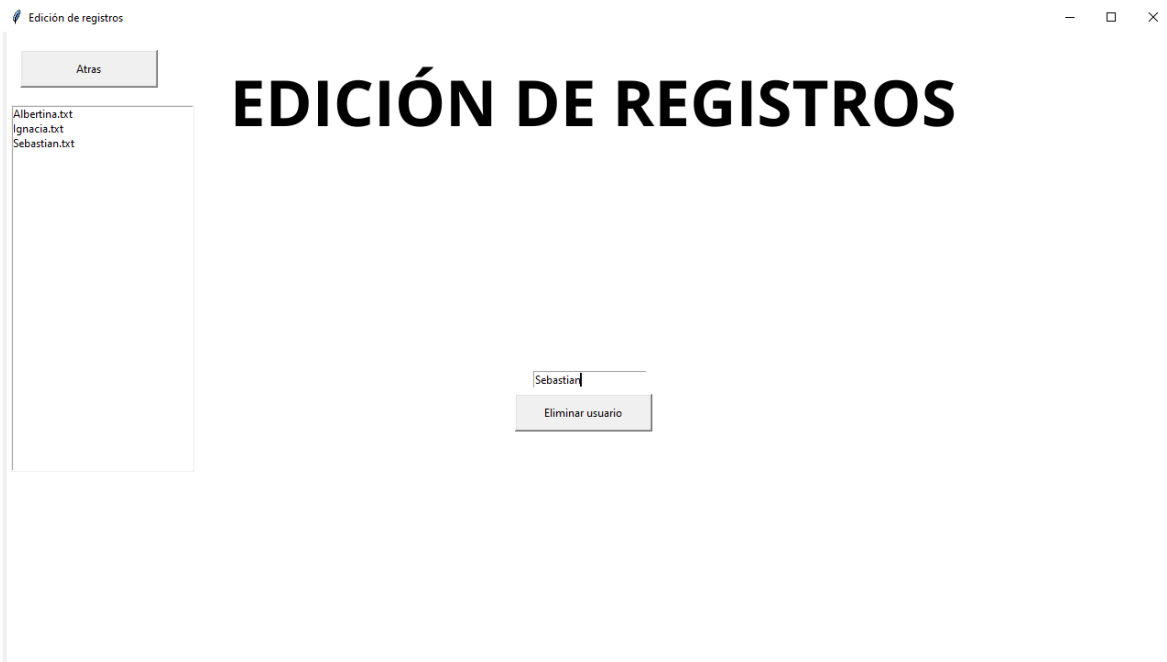 Edición de registros
Atras
EDICIÓN DE REGISTROS
Albertina.txt
Ignacia.txt
Sebastian.txt
Sebastian
Eliminar usuario